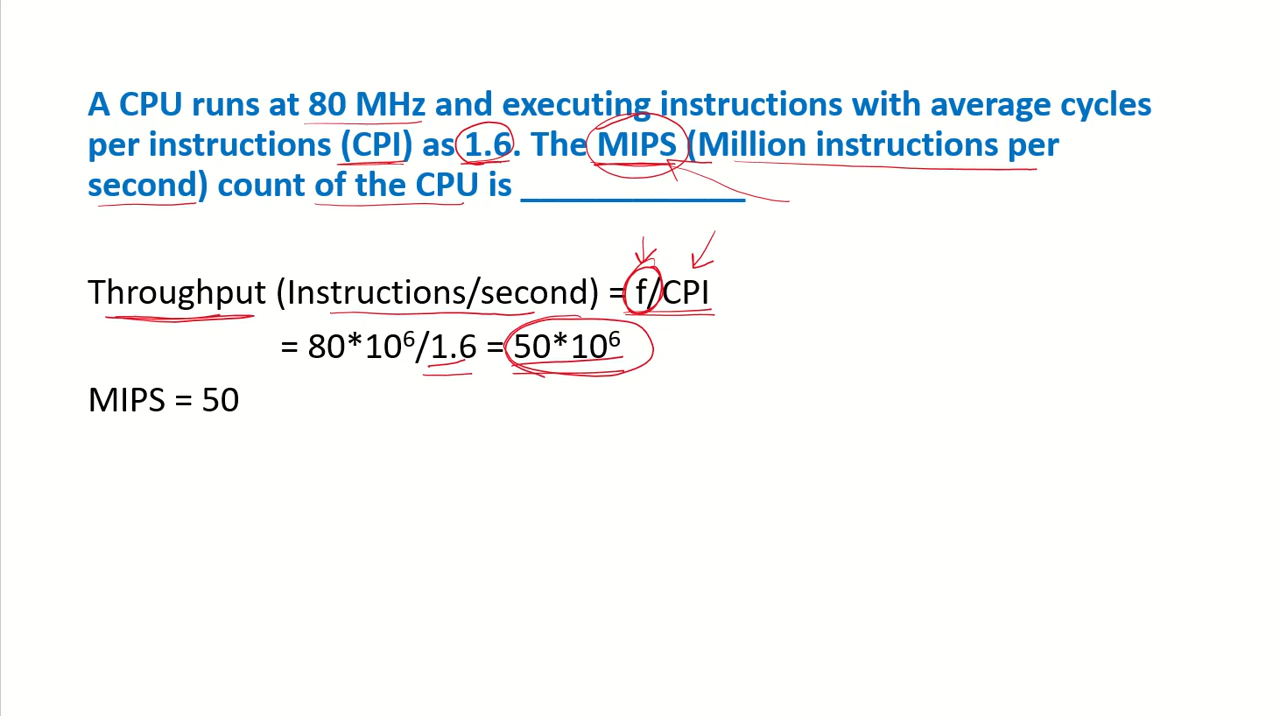 A CPU runs at 80 MHz and executing instructions with average cycles
per instructions (CPI) as 1.6. The MIPS (Million instructions per
second) count of the CPU is ______________
Throughput (Instructions/second) = f/CPI
= 80*10⁶/1.6 = 50*10⁶
MIPS = 50